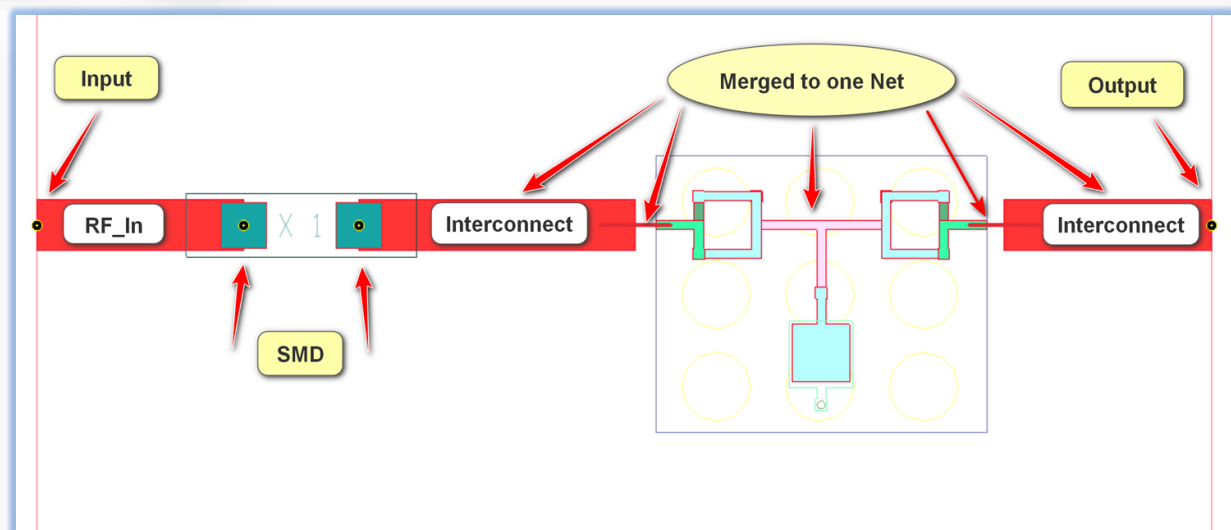 Input
Merged to one Net
Output
RF_In
X 1
Interconnect
Interconnect
SMD